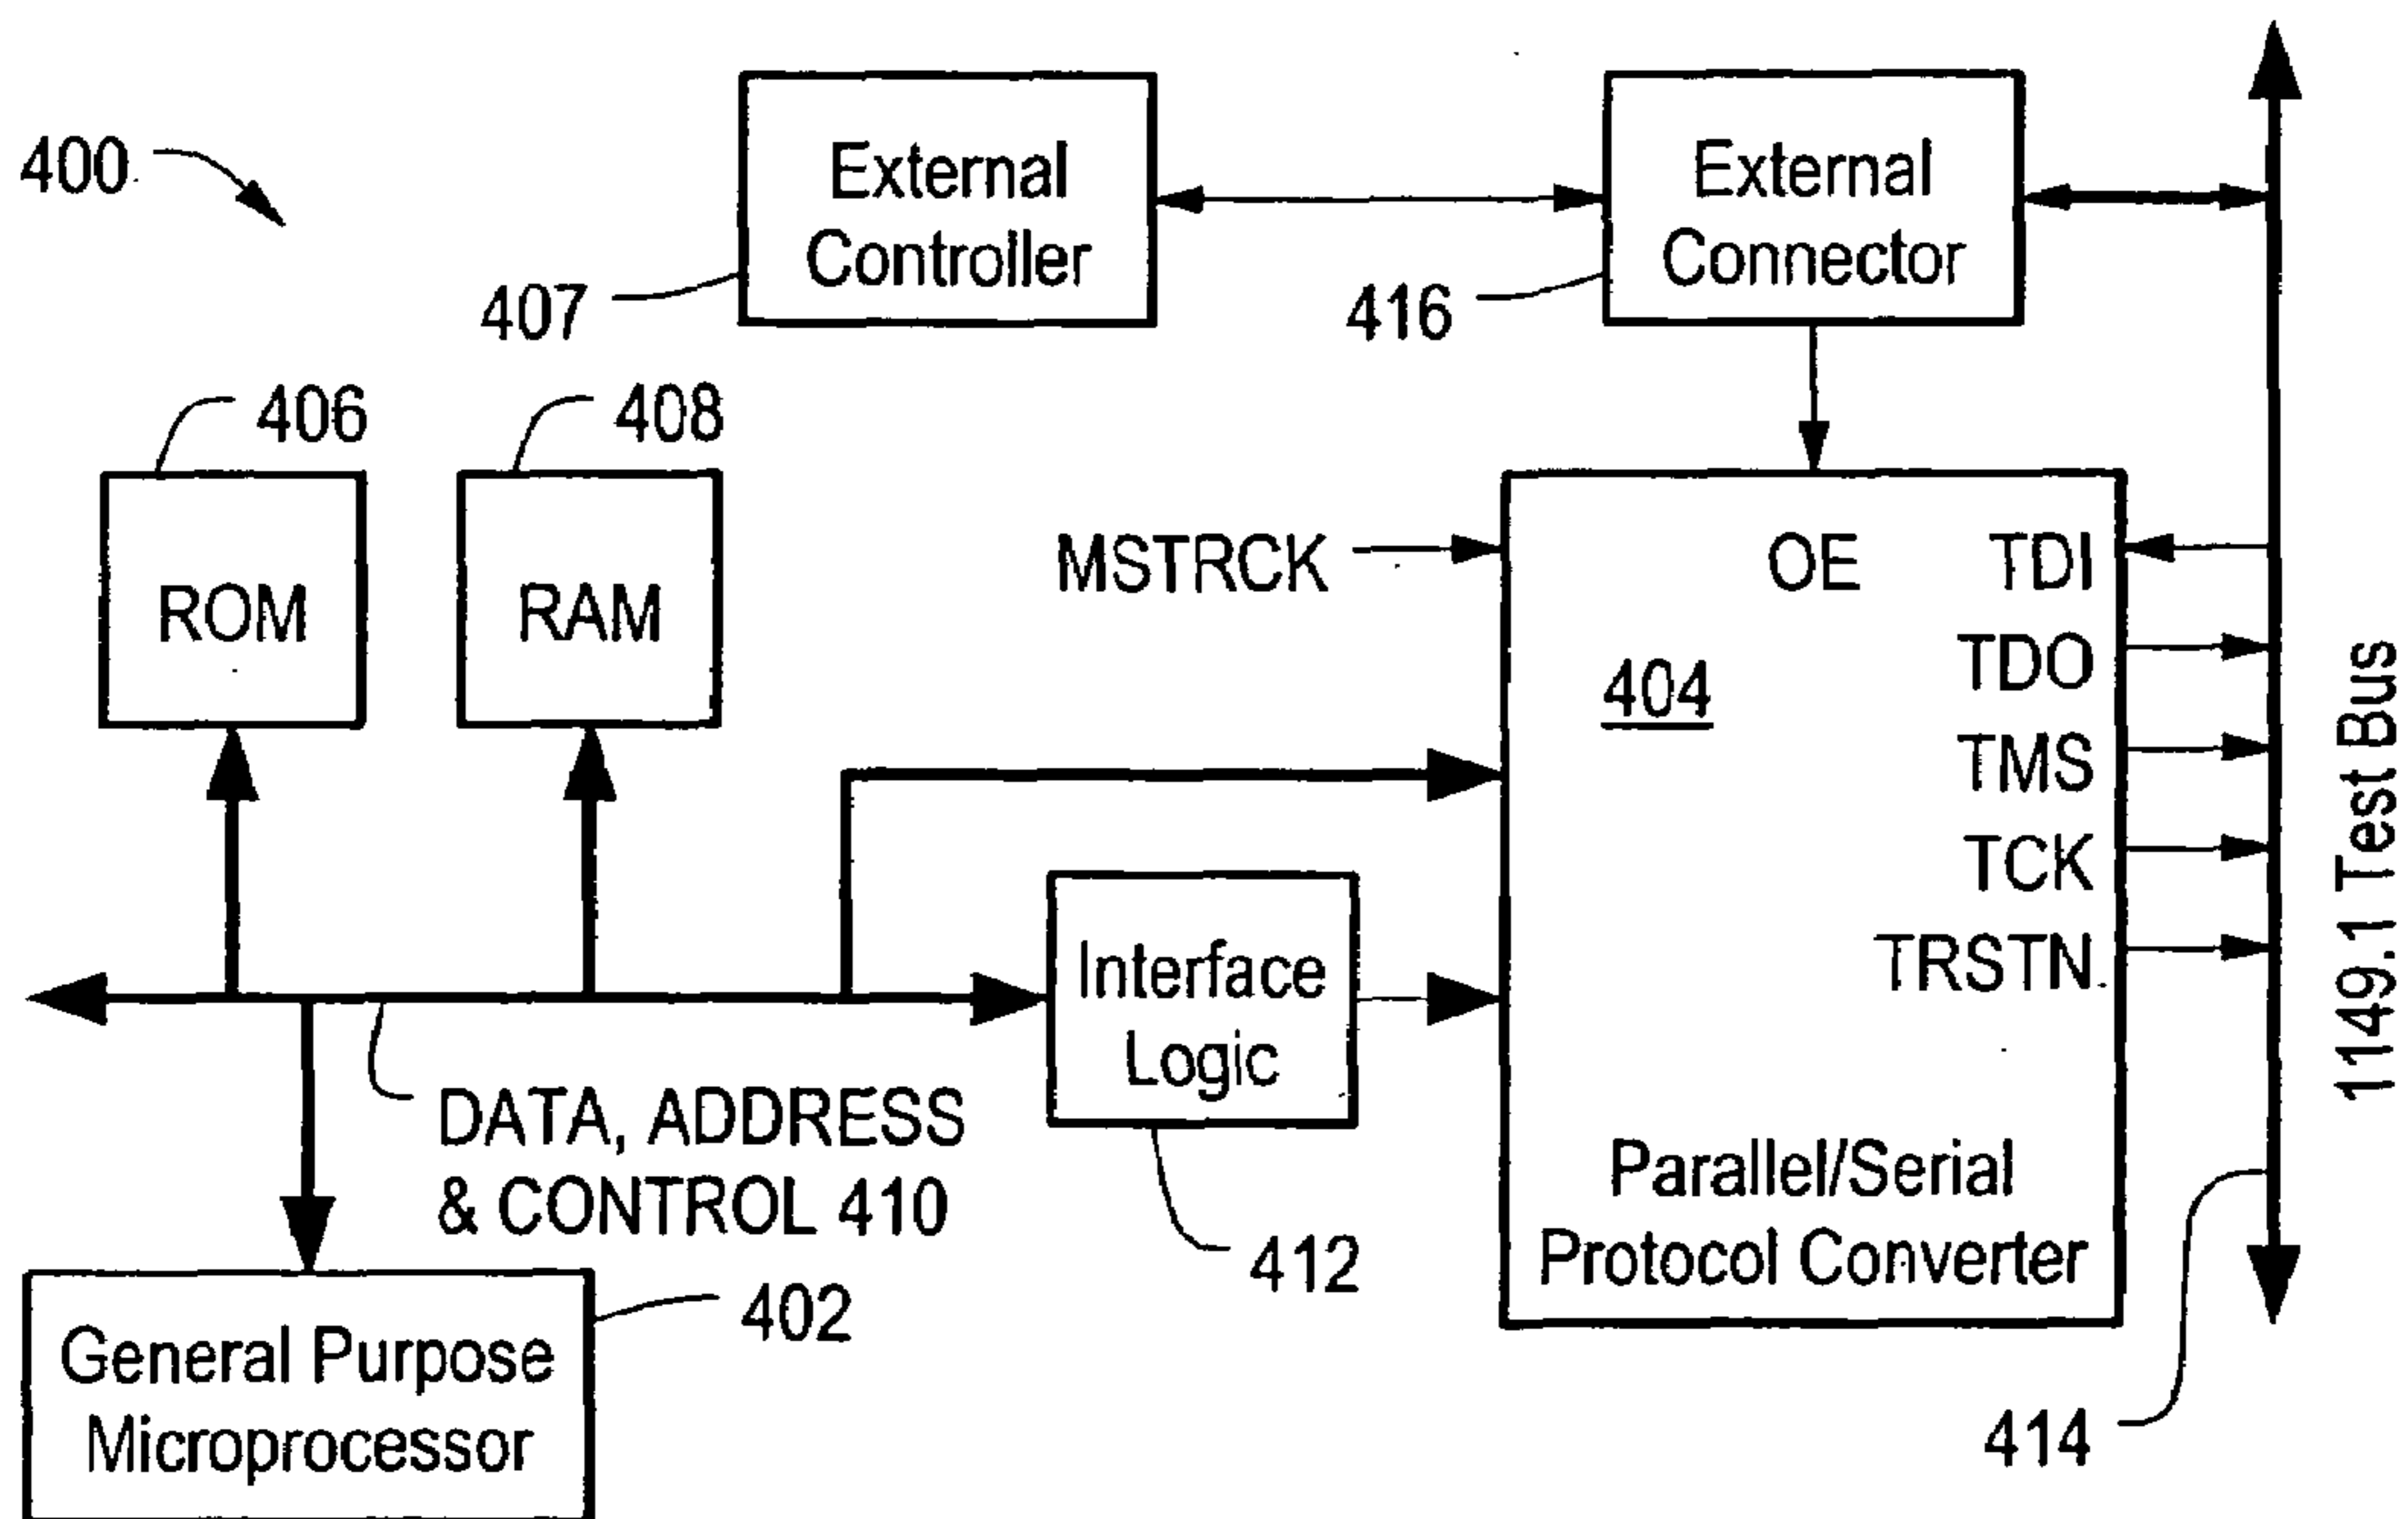 400
External
Controller
407
External
Connector
416
406
408
ROM
RAM
MSTRCK
OE
TDI
TDO
404
TMS
TCK
TRSTN
Interface
Logic
412
DATA, ADDRESS
& CONTROL 410
Parallel/Serial
Protocol Converter
General Purpose
Microprocessor
402
414
1149.1 Test Bus